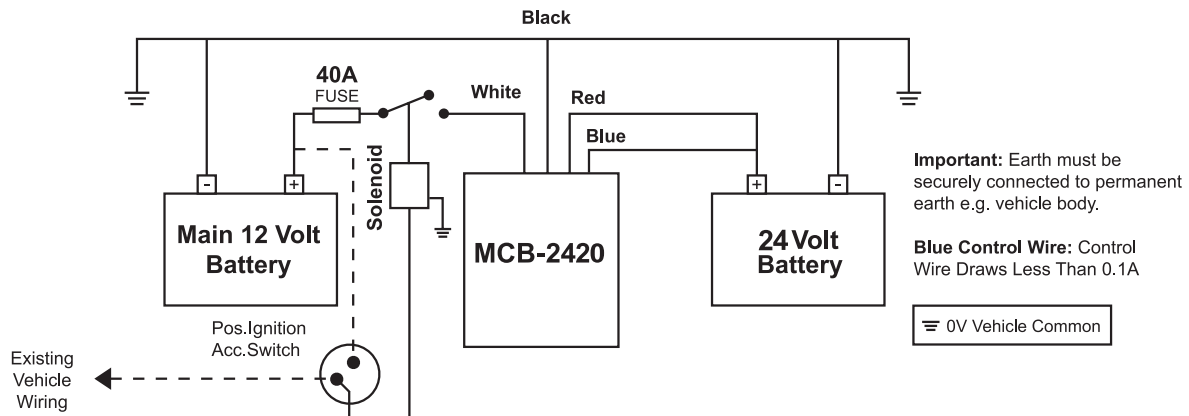 Black
40A
FUSE
White
Red
Blue
Solenoid
-
+
Main 12 Volt
Battery
MCB-2420
+
-
24 Volt
Battery
Important: Earth must be
securely connected to permanent
earth e.g. vehicle body.
Blue Control Wire: Control
Wire Draws Less Than 0.1A
0V Vehicle Common
Pos.Ignition
Acc.Switch
Existing
Vehicle
Wiring